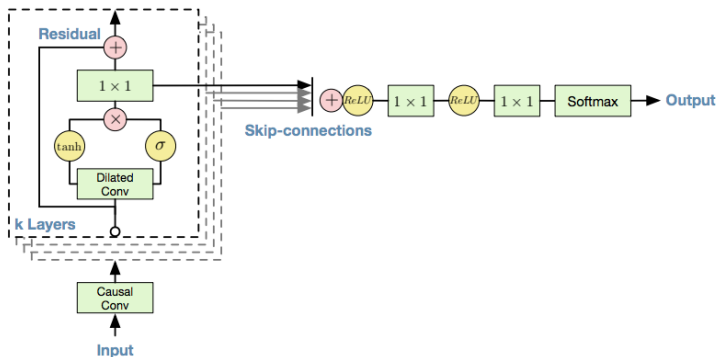 Residual
+
1 × 1
×
tanh
σ
Dilated
Conv
k Layers
Causal
Conv
Input
Skip-connections
+
ReLU
1 × 1
ReLU
1 × 1
Softmax
Output